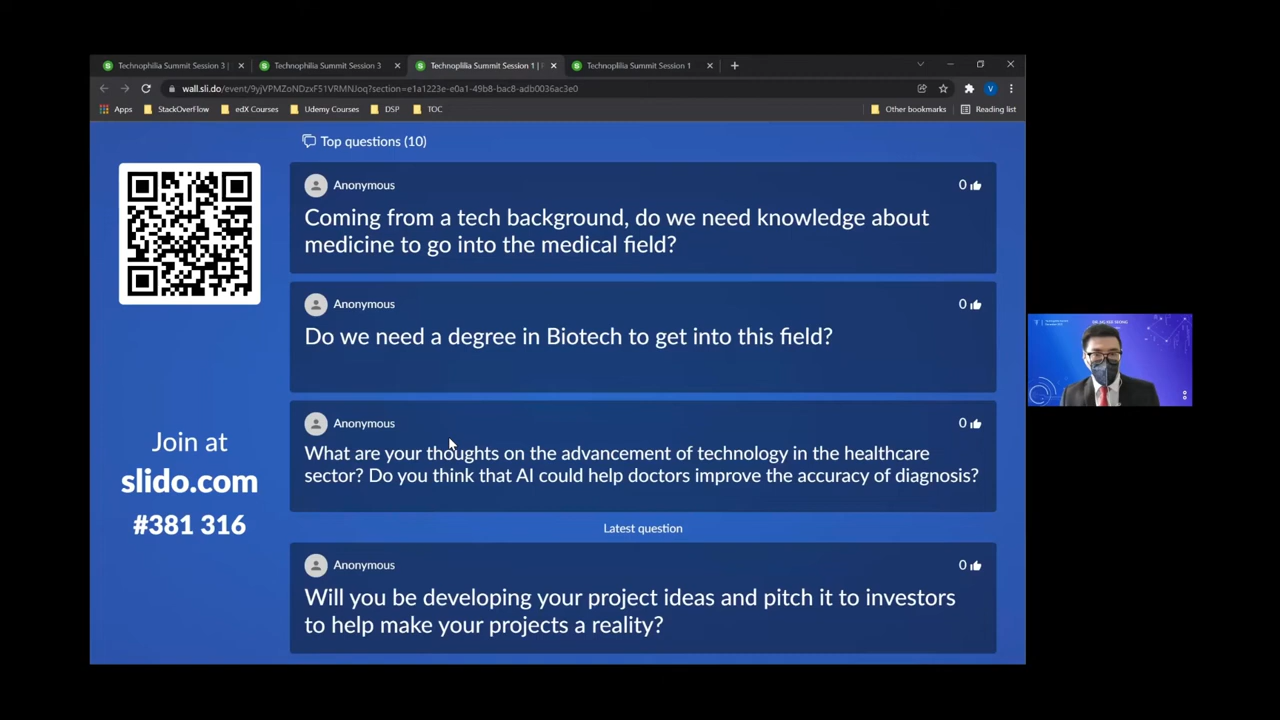 Technophilia Summit Session 3 |
Technophilia Summit Session 3
Technoplilia Summit Session 1 |
Technoplilia Summit Session 1
wall.sli.do/event/9yjVPMZoNDzxF51VRMNJoq?section=e1a1223e-e0a1-49b8-bac8-adb0036ac3e0
V
Apps
StackOverFlow
edX Courses
Udemy Courses
DSP
TOC
Other bookmarks
Reading list
Top questions (10)
Anonymous
0
Coming from a tech background, do we need knowledge about
medicine to go into the medical field?
Anonymous
0
Do we need a degree in Biotech to get into this field?
Anonymous
0
What are your thoughts on the advancement of technology in the healthcare
sector? Do you think that AI could help doctors improve the accuracy of diagnosis?
Latest question
Anonymous
0
Will you be developing your project ideas and pitch it to investors
to help make your projects a reality?
Join at
slido.com
#381 316